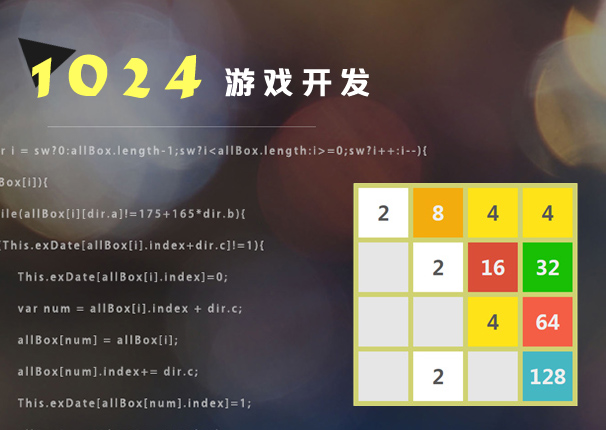 1024 游戏开发
r i = sw?0:allBox.length-1;sw?i<allBox.length:i>=0;sw?i++:i--){
Box[i]){
ile(allBox[i][dir.a]!=175+165*dir.b){
[This.exDate[allBox[i].index+dir.c]!=1){
This.exDate[allBox[i].index]=0;
var num = allBox[i].index + dir.c;
allBox[num] = allBox[i];
allBox[num].index+= dir.c;
This.exDate[allBox[num].index]=1;
2 8 4 4
2 16 32
4 64
2 128